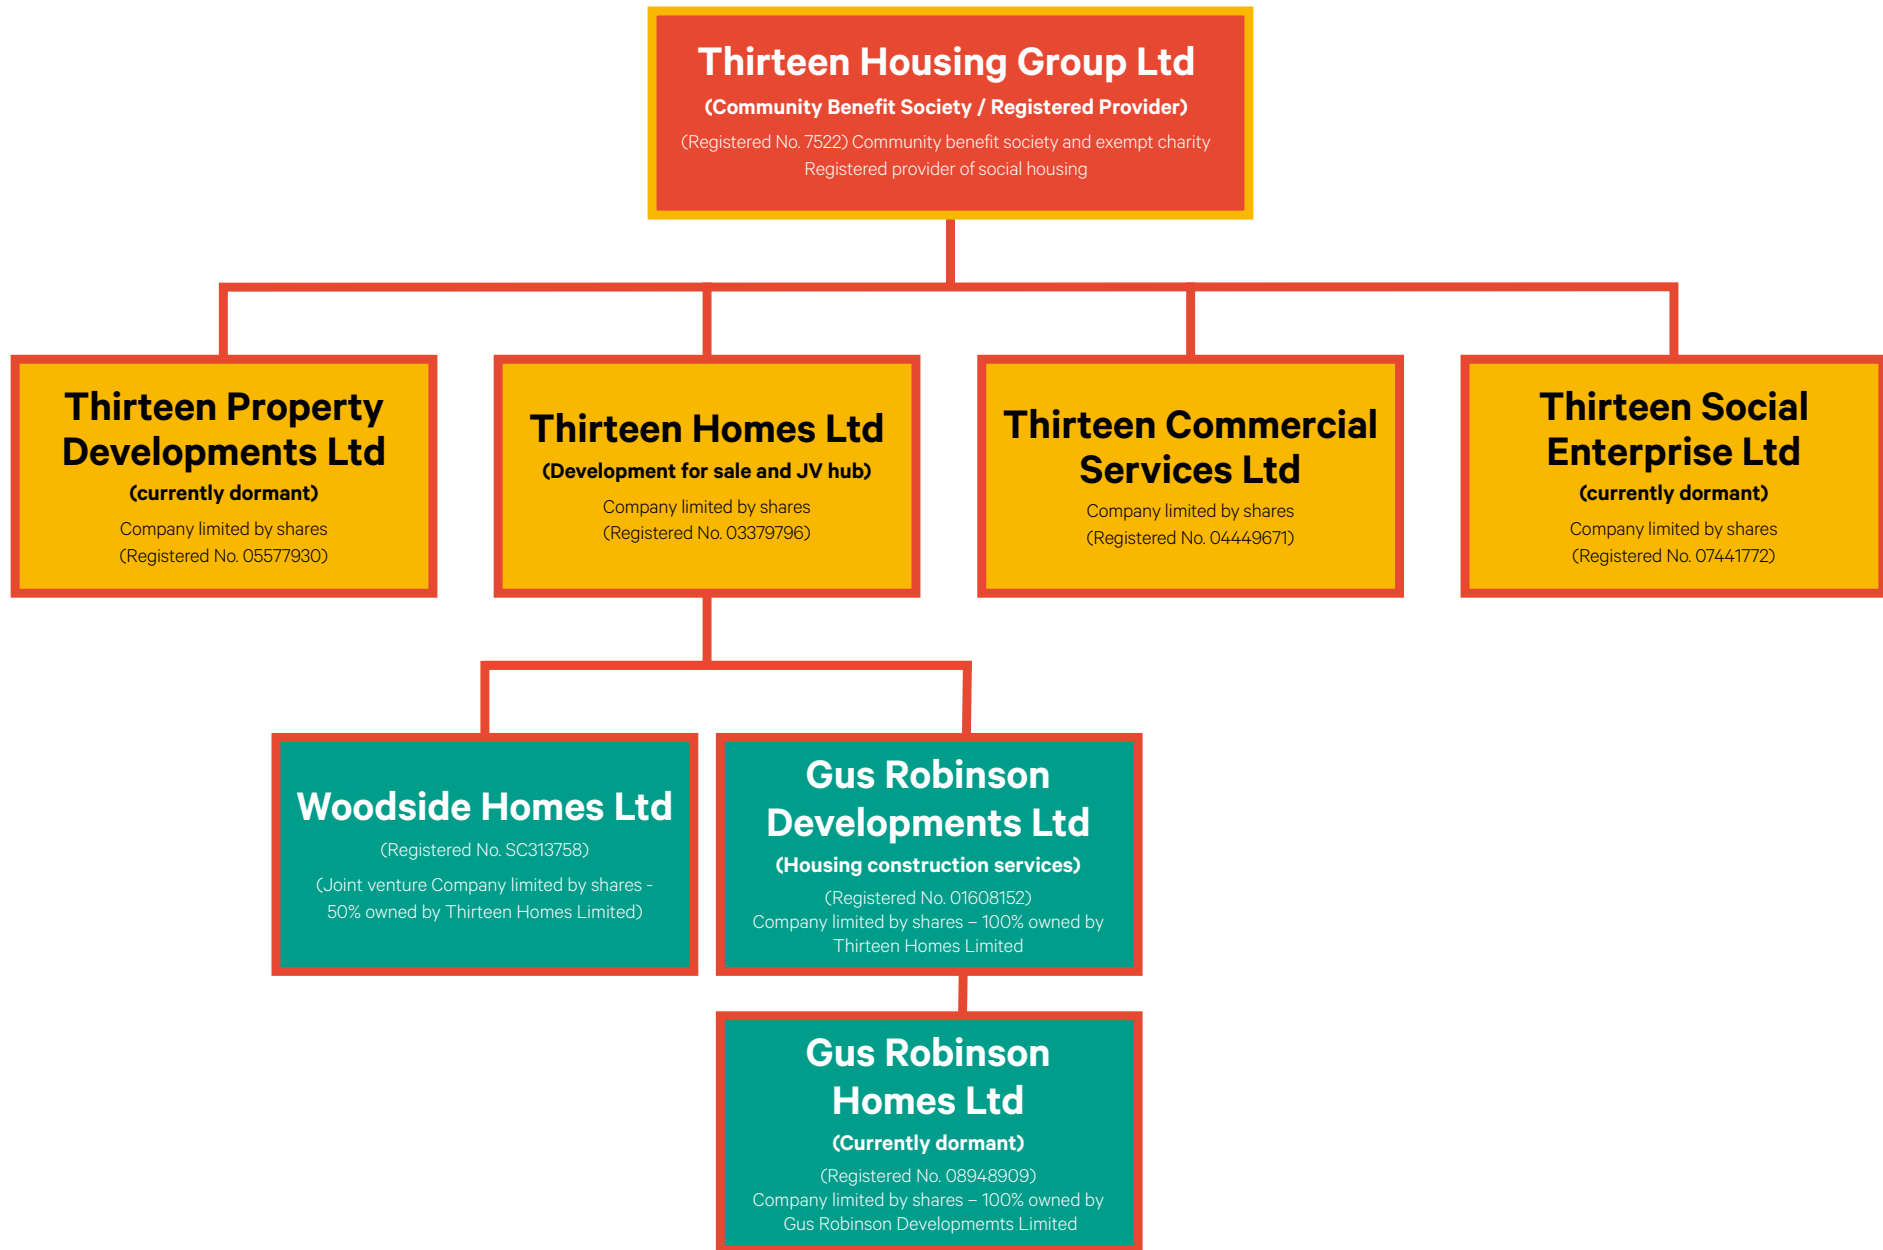 Thirteen Housing Group Ltd
(Community Benefit Society / Registered Provider)
(Registered No. 7522) Community benefit society and exempt charity
Registered provider of social housing
Thirteen Property
Developments Ltd
(currently dormant)
Company limited by shares
(Registered No. 05577930)
Thirteen Homes Ltd
(Development for sale and JV hub)
Company limited by shares
(Registered No. 03379796)
Thirteen Commercial
Services Ltd
Company limited by shares
(Registered No. 04449671)
Thirteen Social
Enterprise Ltd
(currently dormant)
Company limited by shares
(Registered No. 07441772)
Woodside Homes Ltd
(Registered No. SC313758)
(Joint venture Company limited by shares -
50% owned by Thirteen Homes Limited)
Gus Robinson
Developments Ltd
(Housing construction services)
(Registered No. 01608152)
Company limited by shares – 100% owned by
Thirteen Homes Limited
Gus Robinson
Homes Ltd
(Currently dormant)
(Registered No. 08948909)
Company limited by shares – 100% owned by
Gus Robinson Developmemts Limited